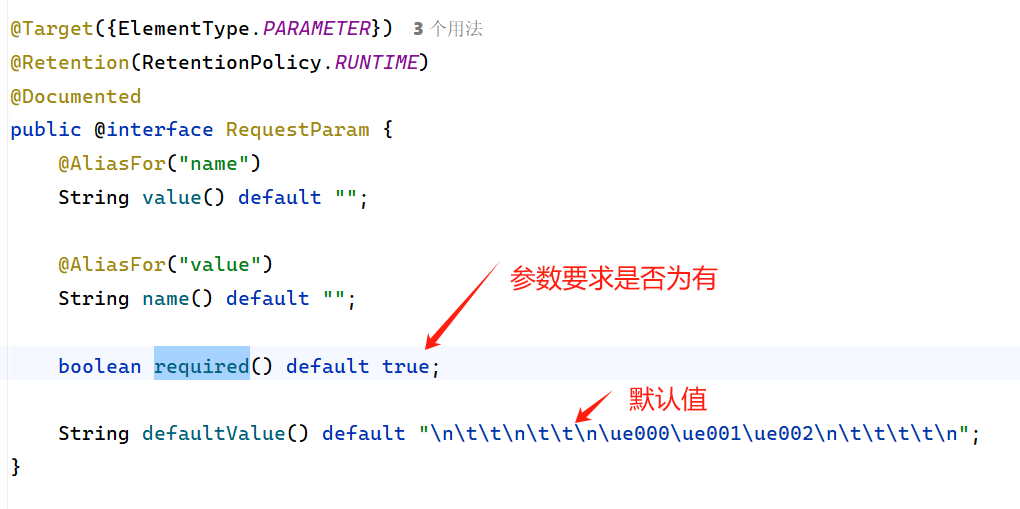 @Target({ElementType.PARAMETER}) 3 个用法
@Retention(RetentionPolicy.RUNTIME)
@Documented
public @interface RequestParam {
@AliasFor("name")
String value() default "";
@AliasFor("value")
String name() default "";
参数要求是否为有
boolean required() default true;
默认值
String defaultValue() default "\n\t\t\n\t\t\n\ue000\ue001\ue002\n\t\t\t\t\n";
}